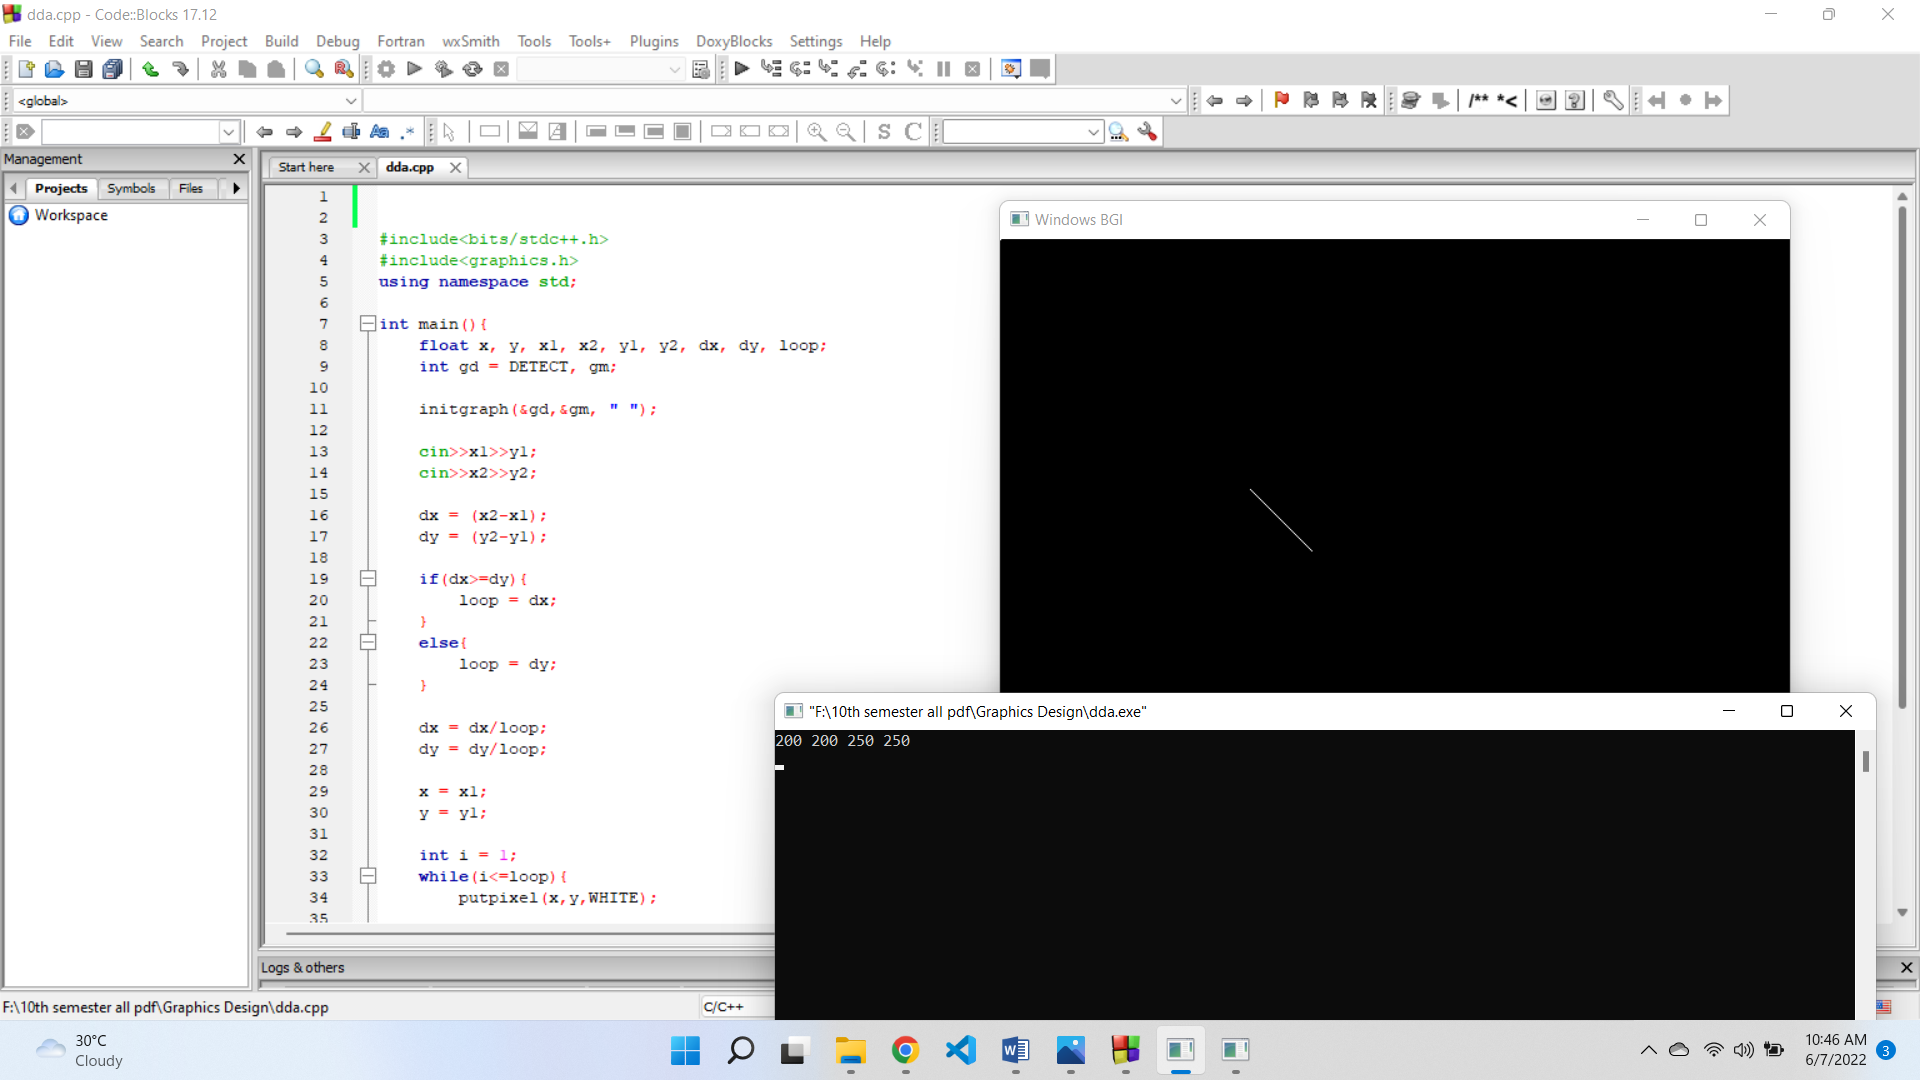 dda.cpp - Code::Blocks 17.12
File Edit View Search Project Build Debug Fortran wxSmith Tools Tools+ Plugins DoxyBlocks Settings Help
<global>
/** *<
Aa .*
S C
Management
Projects Symbols Files
Workspace
Start here dda.cpp
1
2
3 #include<bits/stdc++.h>
4 #include<graphics.h>
5 using namespace std;
6
7 int main(){
8 float x, y, x1, x2, y1, y2, dx, dy, loop;
9 int gd = DETECT, gm;
10
11 initgraph(&gd,&gm, " ");
12
13 cin>>x1>>y1;
14 cin>>x2>>y2;
15
16 dx = (x2-x1);
17 dy = (y2-y1);
18
19 if(dx>=dy){
20 loop = dx;
21 }
22 else{
23 loop = dy;
24 }
25
26 dx = dx/loop;
27 dy = dy/loop;
28
29 x = x1;
30 y = y1;
31
32 int i = 1;
33 while(i<=loop){
34 putpixel(x,y,WHITE);
35
Windows BGI
"F:\10th semester all pdf\Graphics Design\dda.exe"
200 200 250 250
Logs & others
F:\10th semester all pdf\Graphics Design\dda.cpp
C/C++
30°C
Cloudy
10:46 AM
6/7/2022
3